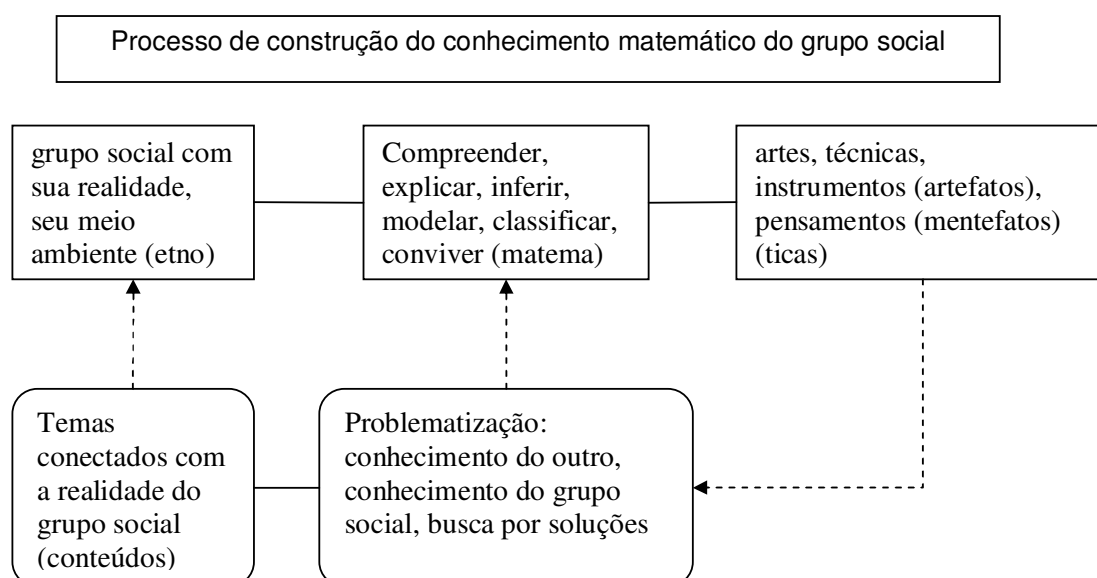 Processo de construção do conhecimento matemático do grupo social
grupo social com
sua realidade,
seu meio
ambiente (etno)
Compreender,
explicar, inferir,
modelar, classificar,
conviver (matema)
artes, técnicas,
instrumentos (artefatos),
pensamentos (mentefatos)
(ticas)
Temas
conectados com
a realidade do
grupo social
(conteúdos)
Problematização:
conhecimento do outro,
conhecimento do grupo
social, busca por soluções